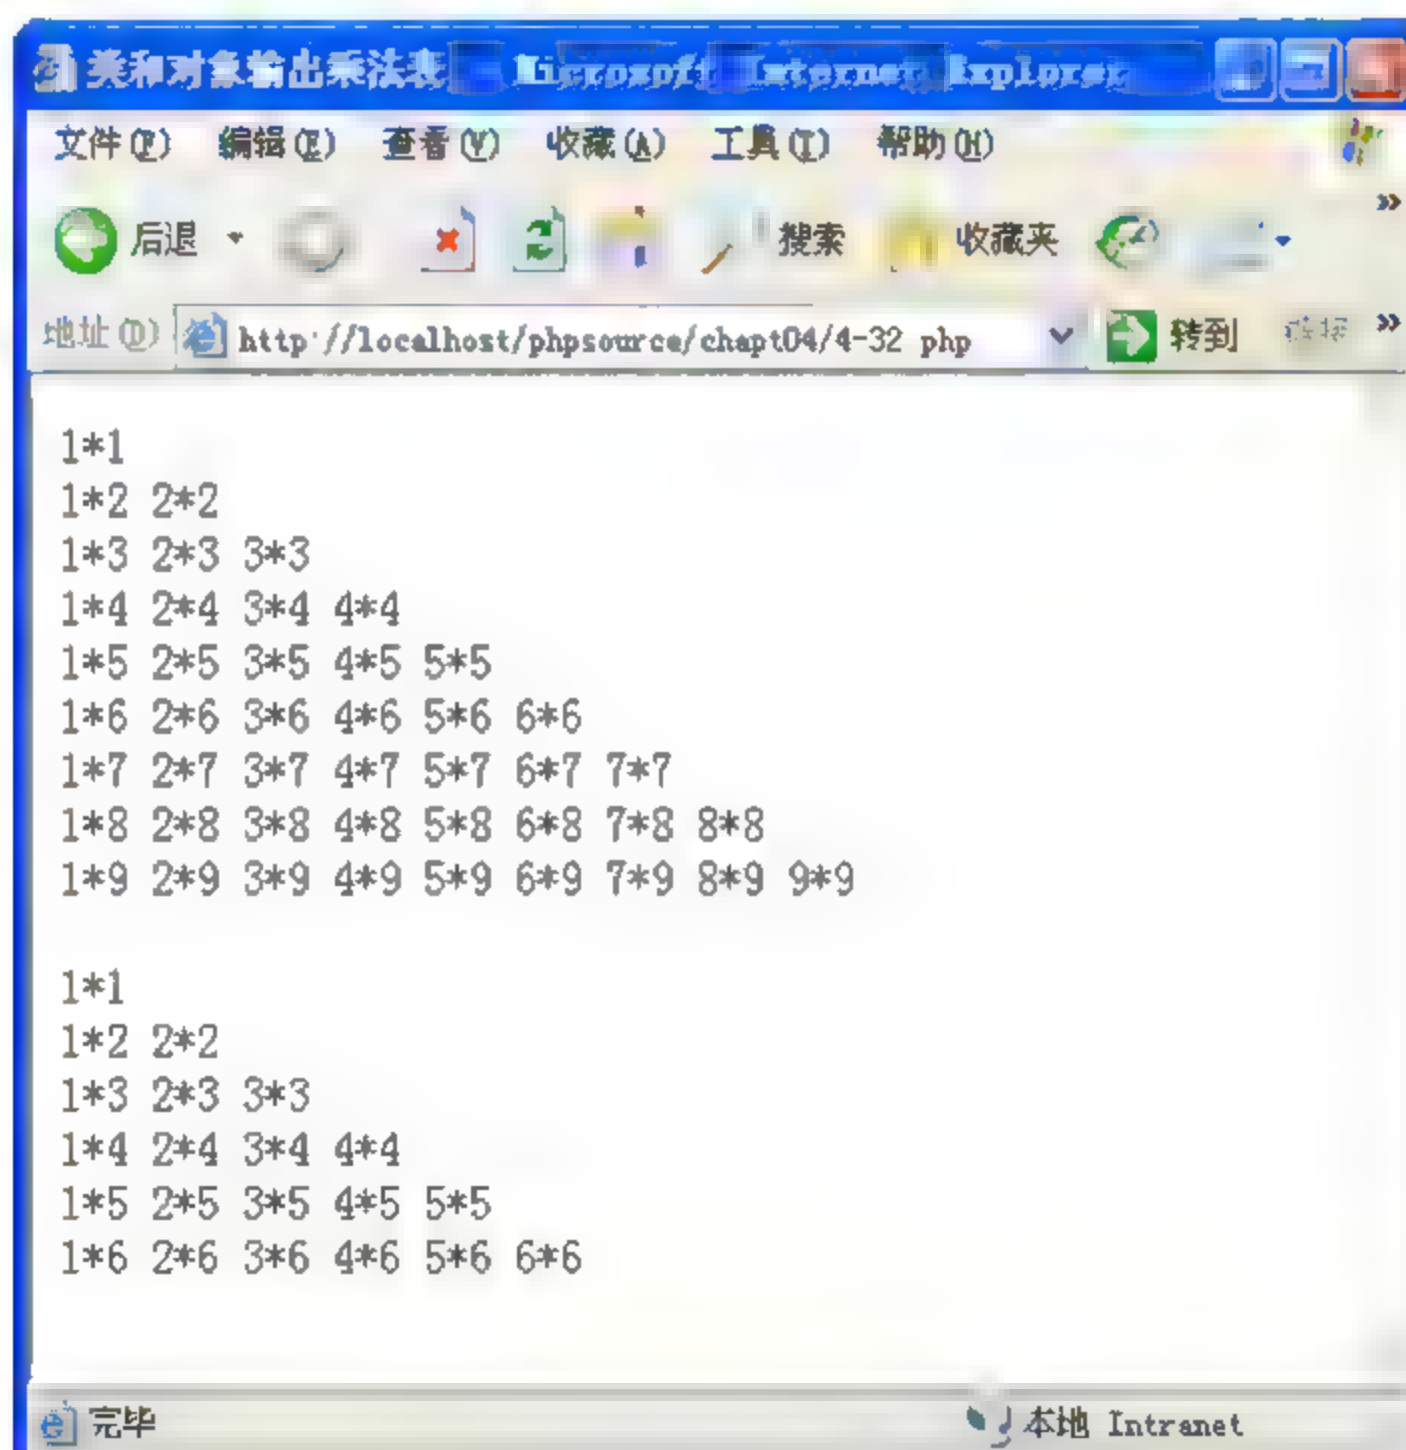 类和对象输出乘法表 - Microsoft Internet Explorer
文件(F) 编辑(E) 查看(V) 收藏(A) 工具(T) 帮助(H)
后退 搜索 收藏夹
地址(D) http://localhost/phpsource/chapt04/4-32 php 转到
1*1
1*2 2*2
1*3 2*3 3*3
1*4 2*4 3*4 4*4
1*5 2*5 3*5 4*5 5*5
1*6 2*6 3*6 4*6 5*6 6*6
1*7 2*7 3*7 4*7 5*7 6*7 7*7
1*8 2*8 3*8 4*8 5*8 6*8 7*8 8*8
1*9 2*9 3*9 4*9 5*9 6*9 7*9 8*9 9*9
1*1
1*2 2*2
1*3 2*3 3*3
1*4 2*4 3*4 4*4
1*5 2*5 3*5 4*5 5*5
1*6 2*6 3*6 4*6 5*6 6*6
完毕 本地 Intranet